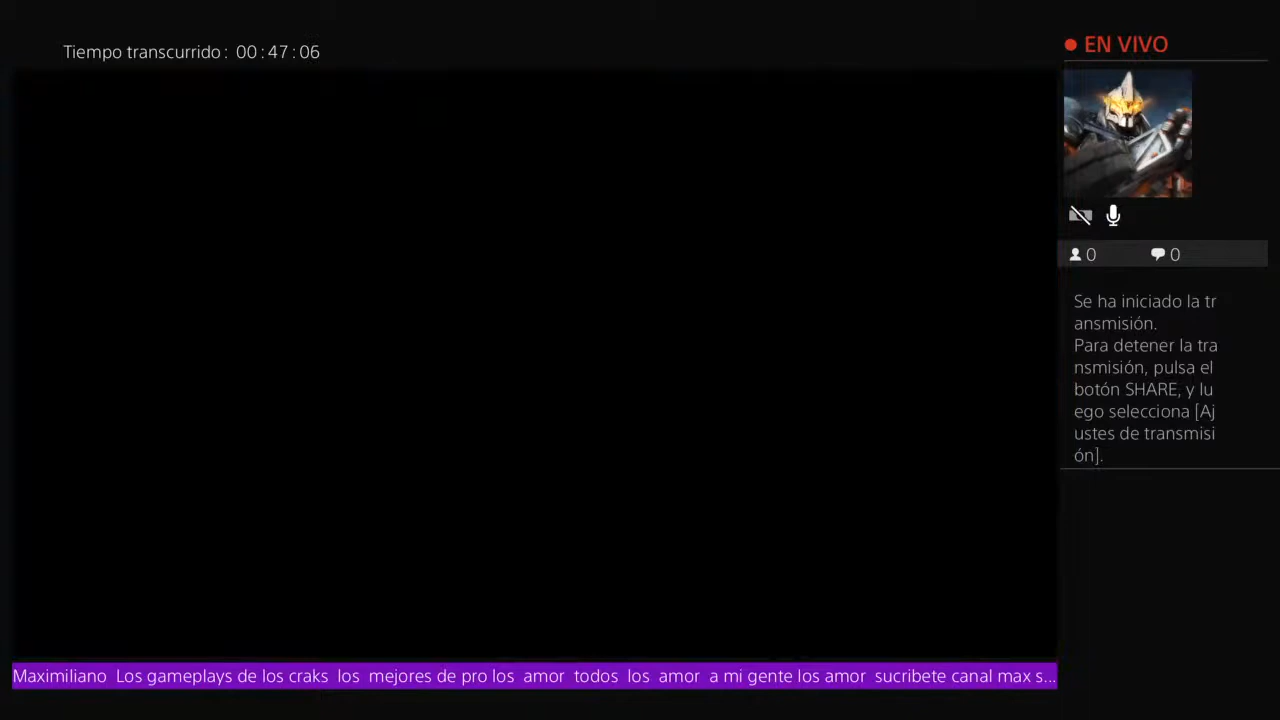 Tiempo transcurrido: 00:47:06
EN VIVO
0 0
Se ha iniciado la tr
ansmisión.
Para detener la tra
nsmisión, pulsa el
botón SHARE, y lu
ego selecciona [Aj
ustes de transmisi
ón].
Maximiliano Los gameplays de los craks los mejores de pro los amor todos los amor a mi gente los amor sucribete canal max s...